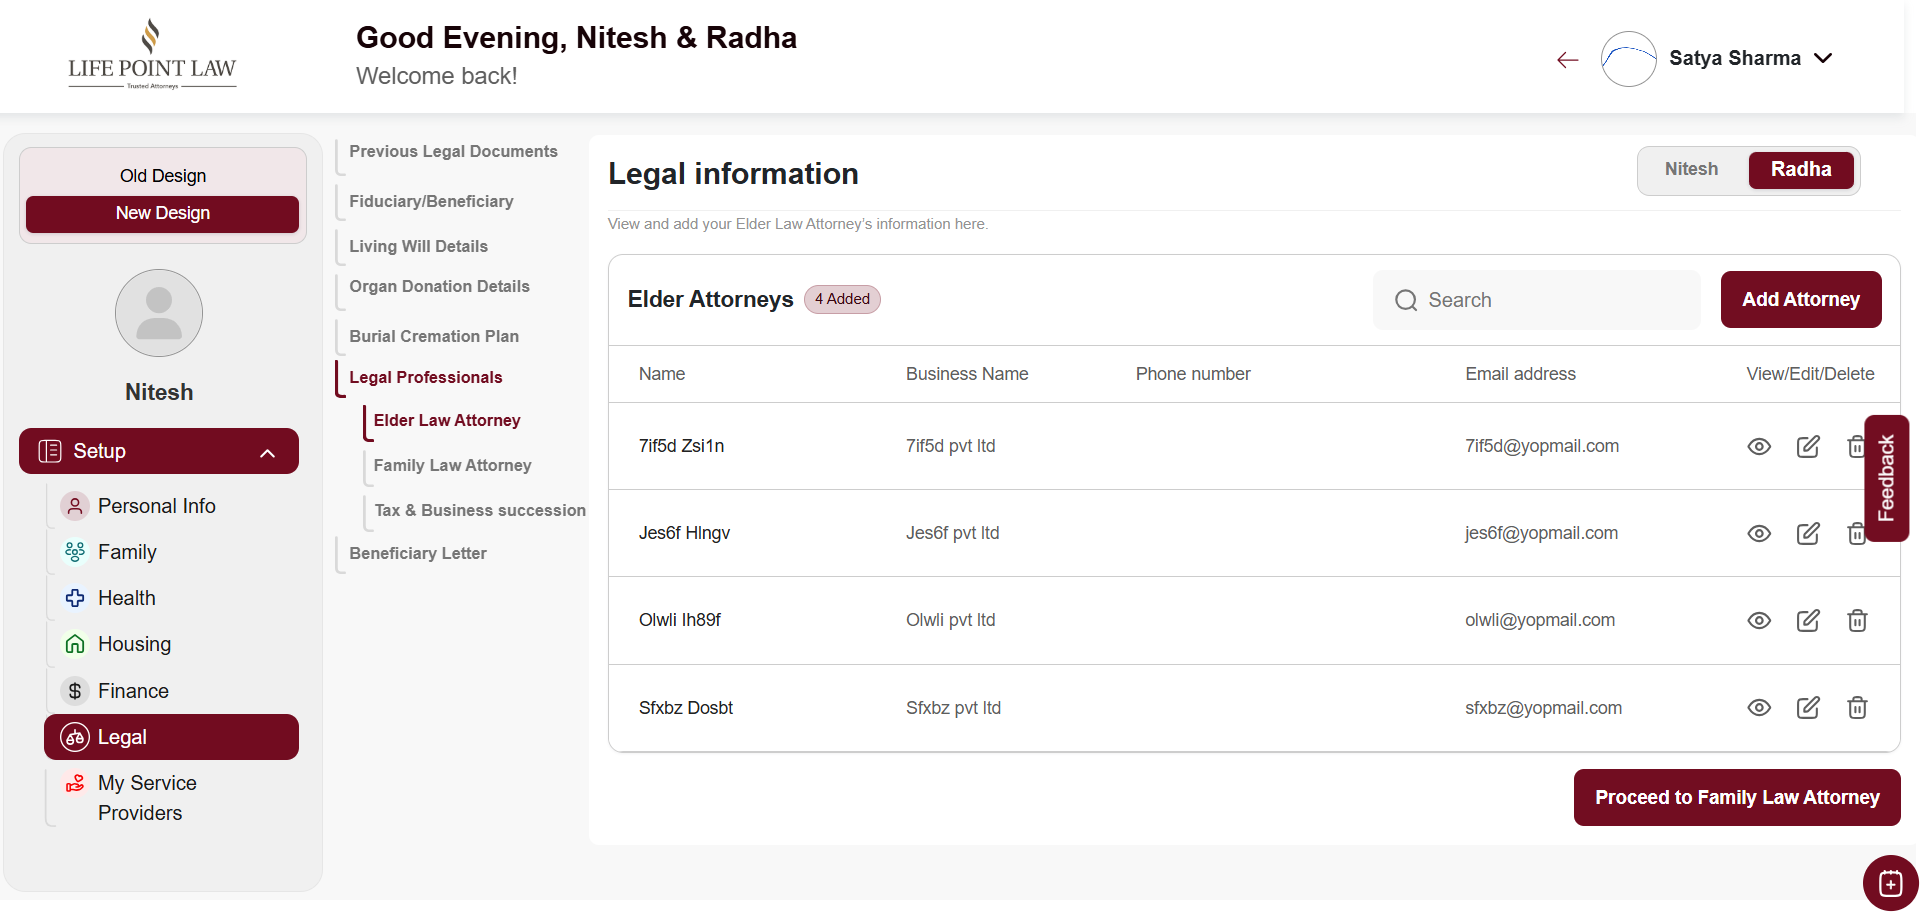 LIFE POINT LAW
Trusted Attorneys
Good Evening, Nitesh & Radha
Welcome back!
Satya Sharma
Old Design
New Design
Nitesh
Setup
Personal Info
Family
Health
Housing
Finance
Legal
My Service
Providers
Previous Legal Documents
Fiduciary/Beneficiary
Living Will Details
Organ Donation Details
Burial Cremation Plan
Legal Professionals
Elder Law Attorney
Family Law Attorney
Tax & Business succession
Beneficiary Letter
Legal information
Nitesh Radha
View and add your Elder Law Attorney's information here.
Elder Attorneys 4 Added
Search
Add Attorney
Name Business Name Phone number Email address View/Edit/Delete
7if5d Zsi1n 7if5d pvt ltd 7if5d@yopmail.com
Jes6f Hlngv Jes6f pvt ltd jes6f@yopmail.com
Olwli Ih89f Olwli pvt ltd olwli@yopmail.com
Sfxbz Dosbt Sfxbz pvt ltd sfxbz@yopmail.com
Feedback
Proceed to Family Law Attorney